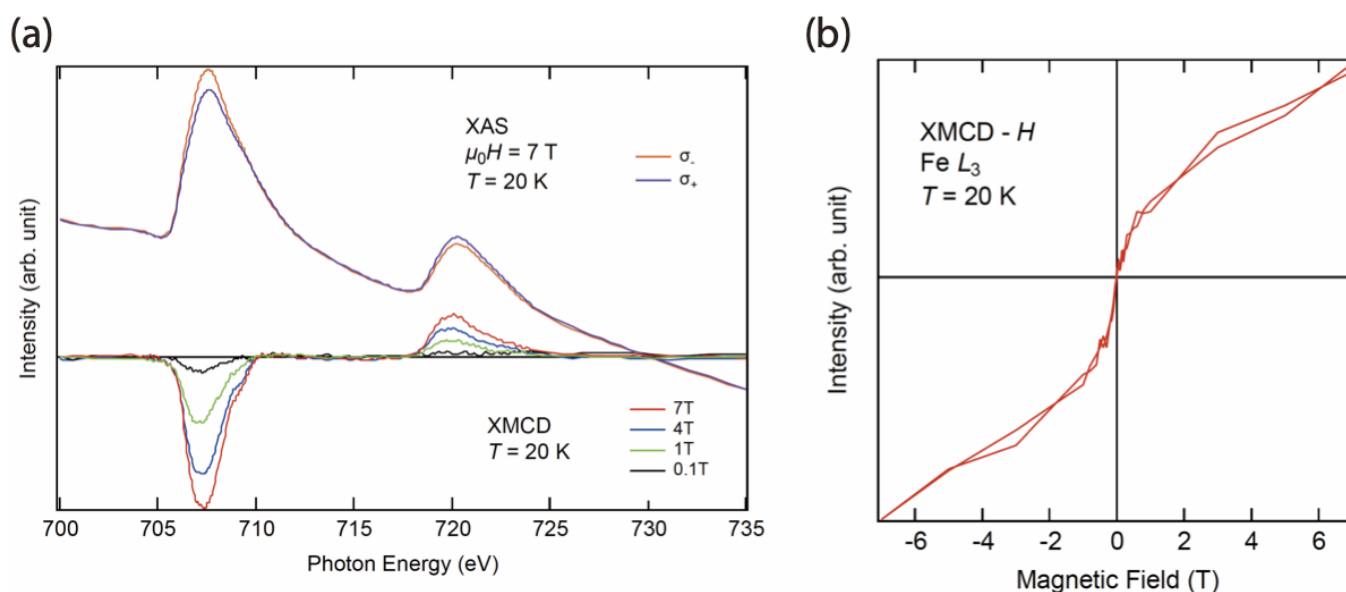 (a)
XAS
μ₀H = 7 T
T = 20 K
σ₋
σ₊
Intensity (arb. unit)
XMCD
T = 20 K
7T
4T
1T
0.1T
700 705 710 715 720 725 730 735
Photon Energy (eV)
(b)
XMCD - H
Fe L₃
T = 20 K
Intensity (arb. unit)
-6 -4 -2 0 2 4 6
Magnetic Field (T)